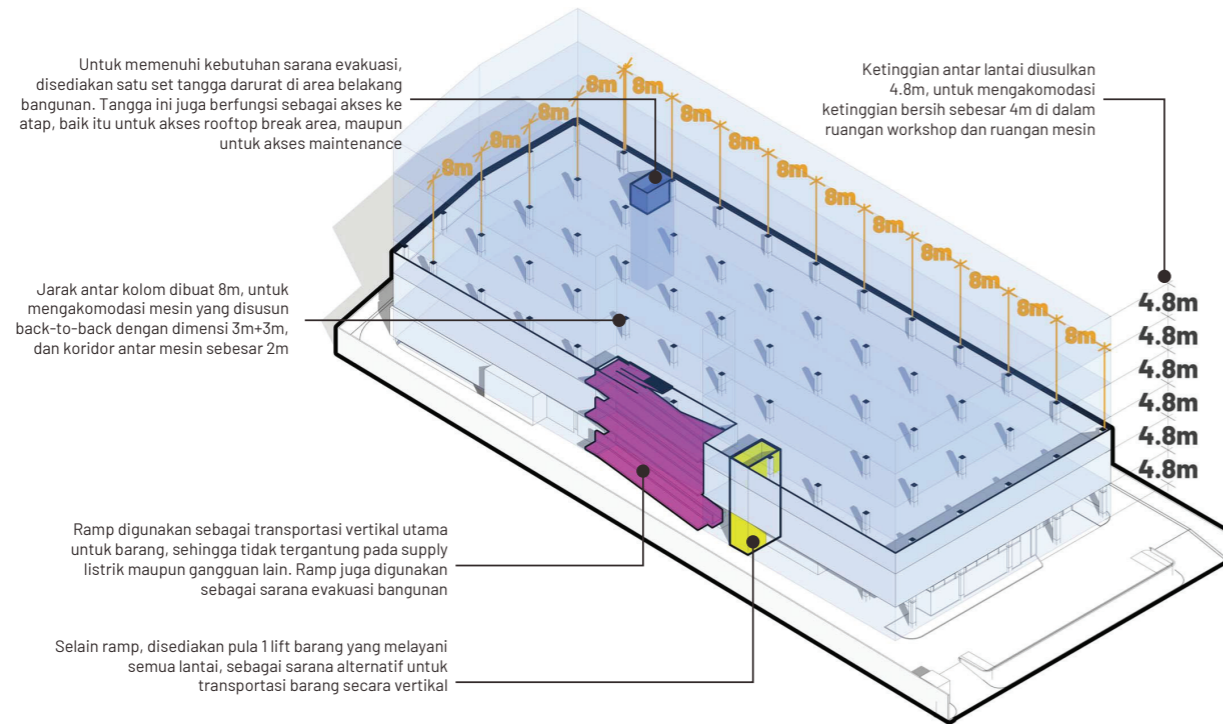 Untuk memenuhi kebutuhan sarana evakuasi,
disediakan satu set tangga darurat di area belakang
bangunan. Tangga ini juga berfungsi sebagai akses ke
atap, baik itu untuk akses rooftop break area, maupun
untuk akses maintenance
Ketinggian antar lantai diusulkan
4.8m, untuk mengakomodasi
ketinggian bersih sebesar 4m di dalam
ruangan workshop dan ruangan mesin
8m
8m
8m
8m
8m
8m
8m
8m
8m
8m
8m
8m
8m
8m
Jarak antar kolom dibuat 8m, untuk
mengakomodasi mesin yang disusun
back-to-back dengan dimensi 3m+3m,
dan koridor antar mesin sebesar 2m
4.8m
4.8m
4.8m
4.8m
4.8m
4.8m
Ramp digunakan sebagai transportasi vertikal utama
untuk barang, sehingga tidak tergantung pada supply
listrik maupun gangguan lain. Ramp juga digunakan
sebagai sarana evakuasi bangunan
Selain ramp, disediakan pula 1 lift barang yang melayani
semua lantai, sebagai sarana alternatif untuk
transportasi barang secara vertikal